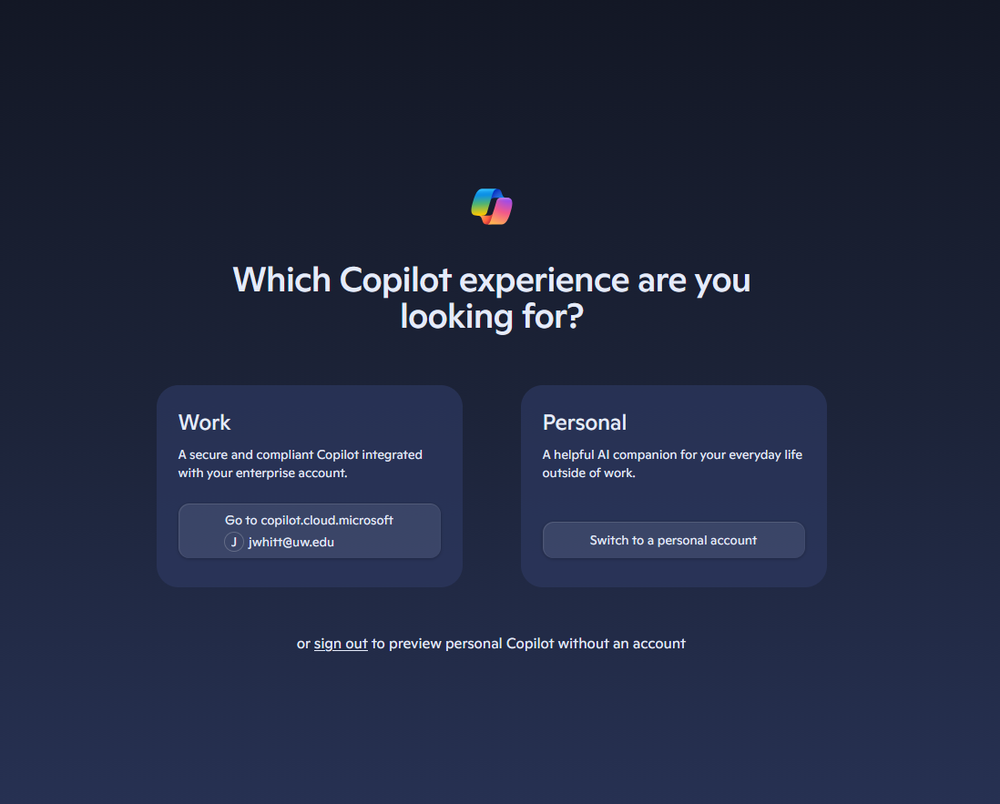 Which Copilot experience are you
looking for?
Work
A secure and compliant Copilot integrated
with your enterprise account.
Go to copilot.cloud.microsoft
J jwhitt@uw.edu
Personal
A helpful AI companion for your everyday life
outside of work.
Switch to a personal account
or sign out to preview personal Copilot without an account